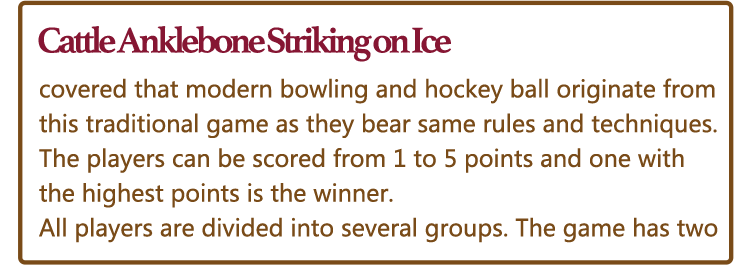 Cattle Anklebone Striking on Ice
covered that modern bowling and hockey ball originate from
this traditional game as they bear same rules and techniques.
The players can be scored from 1 to 5 points and one with
the highest points is the winner.
All players are divided into several groups. The game has two